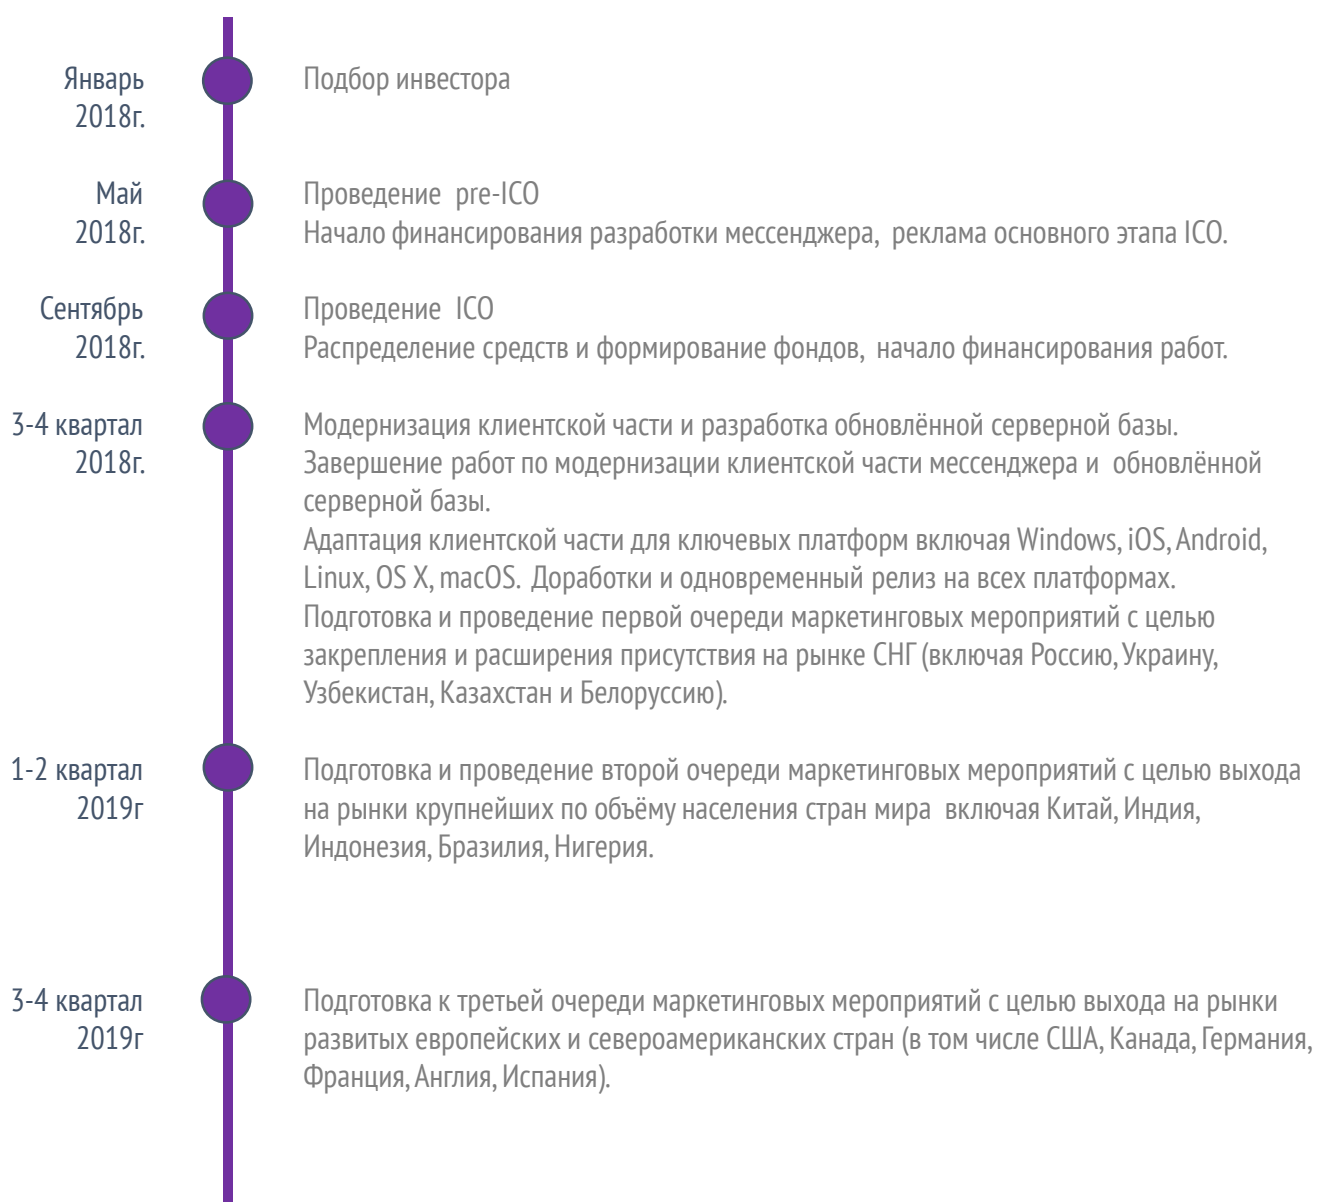 Январь
2018г.
Подбор инвестора
Май
2018г.
Проведение pre-ICO
Начало финансирования разработки мессенджера, реклама основного этапа ICO.
Сентябрь
2018г.
Проведение ICO
Распределение средств и формирование фондов, начало финансирования работ.
3-4 квартал
2018г.
Модернизация клиентской части и разработка обновлённой серверной базы.
Завершение работ по модернизации клиентской части мессенджера и обновлённой
серверной базы.
Адаптация клиентской части для ключевых платформ включая Windows, iOS, Android,
Linux, OS X, macOS. Доработки и одновременный релиз на всех платформах.
Подготовка и проведение первой очереди маркетинговых мероприятий с целью
закрепления и расширения присутствия на рынке СНГ (включая Россию, Украину,
Узбекистан, Казахстан и Белоруссию).
1-2 квартал
2019г
Подготовка и проведение второй очереди маркетинговых мероприятий с целью выхода
на рынки крупнейших по объёму населения стран мира включая Китай, Индия,
Индонезия, Бразилия, Нигерия.
3-4 квартал
2019г
Подготовка к третьей очереди маркетинговых мероприятий с целью выхода на рынки
развитых европейских и североамериканских стран (в том числе США, Канада, Германия,
Франция, Англия, Испания).